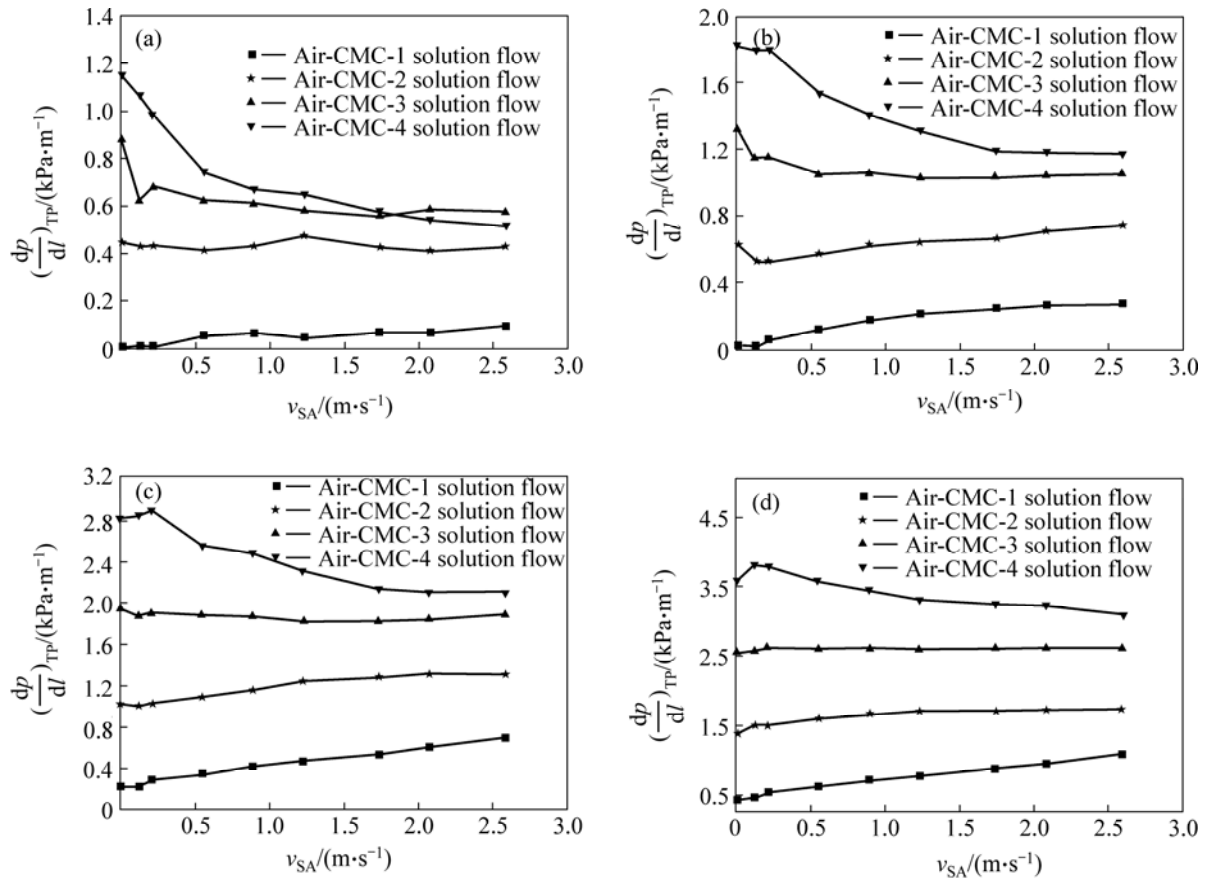 (a)
Air-CMC-1 solution flow
Air-CMC-2 solution flow
Air-CMC-3 solution flow
Air-CMC-4 solution flow
1.4
1.2
1.0
0.8
0.6
0.4
0.2
0
0.5 1.0 1.5 2.0 2.5 3.0
(dp/dl)TP/(kPa·m⁻¹)
vSA/(m·s⁻¹)
(b)
Air-CMC-1 solution flow
Air-CMC-2 solution flow
Air-CMC-3 solution flow
Air-CMC-4 solution flow
2.0
1.6
1.2
0.8
0.4
0
0.5 1.0 1.5 2.0 2.5 3.0
(dp/dl)TP/(kPa·m⁻¹)
vSA/(m·s⁻¹)
(c)
Air-CMC-1 solution flow
Air-CMC-2 solution flow
Air-CMC-3 solution flow
Air-CMC-4 solution flow
3.2
2.8
2.4
2.0
1.6
1.2
0.8
0.4
0
0.5 1.0 1.5 2.0 2.5 3.0
(dp/dl)TP/(kPa·m⁻¹)
vSA/(m·s⁻¹)
(d)
Air-CMC-1 solution flow
Air-CMC-2 solution flow
Air-CMC-3 solution flow
Air-CMC-4 solution flow
4.5
3.5
2.5
1.5
0.5
0 0.5 1.0 1.5 2.0 2.5 3.0
(dp/dl)TP/(kPa·m⁻¹)
vSA/(m·s⁻¹)